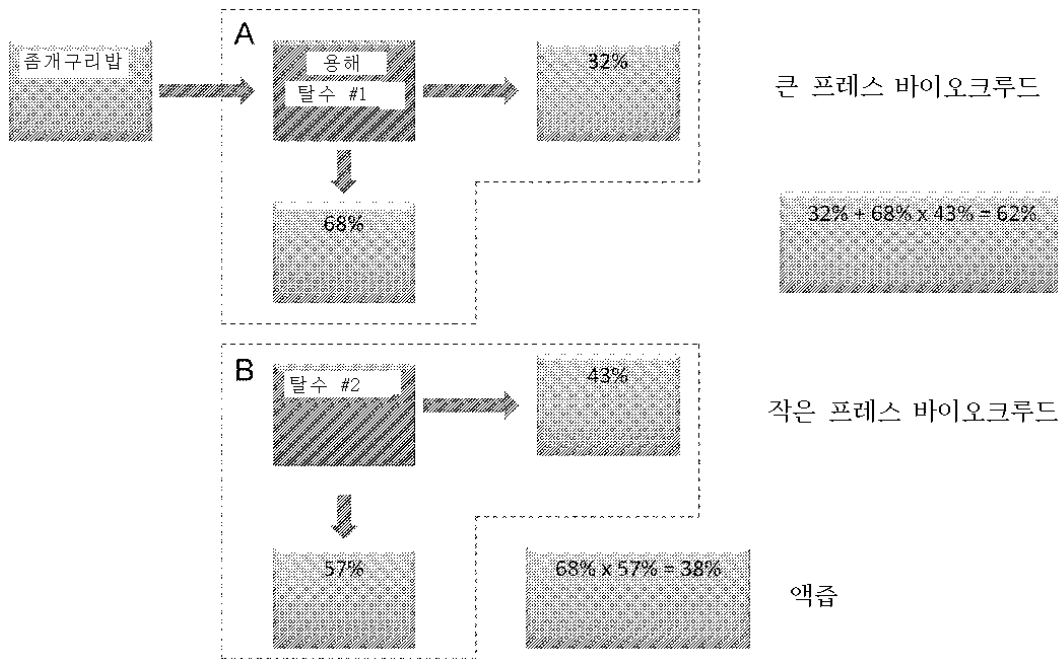 A
좀개구리밥
용해
탈수 #1
32%
큰 프레스 바이오크루드
68%
32% + 68% x 43% = 62%
B
탈수 #2
43%
작은 프레스 바이오크루드
57%
68% x 57% = 38%
액즙